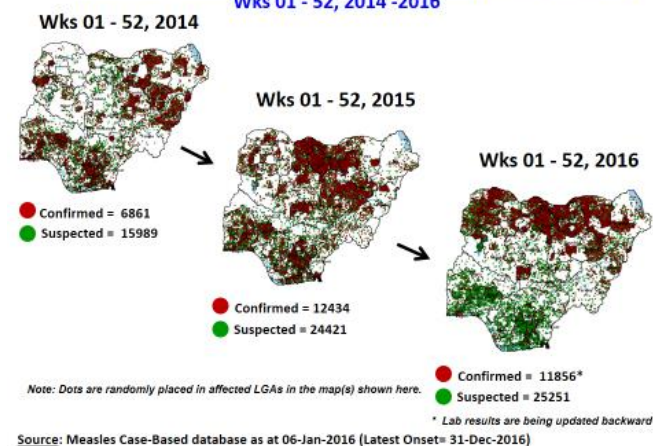 Wks 01 - 52, 2014 -2016
Wks 01 - 52, 2014
Wks 01 - 52, 2015
Wks 01 - 52, 2016
Confirmed = 6861
Suspected = 15989
Confirmed = 12434
Suspected = 24421
Confirmed = 11856*
Suspected = 25251
Note: Dots are randomly placed in affected LGAs in the map(s) shown here.
* Lab results are being updated backward
Source: Measles Case-Based database as at 06-Jan-2016 (Latest Onset= 31-Dec-2016)